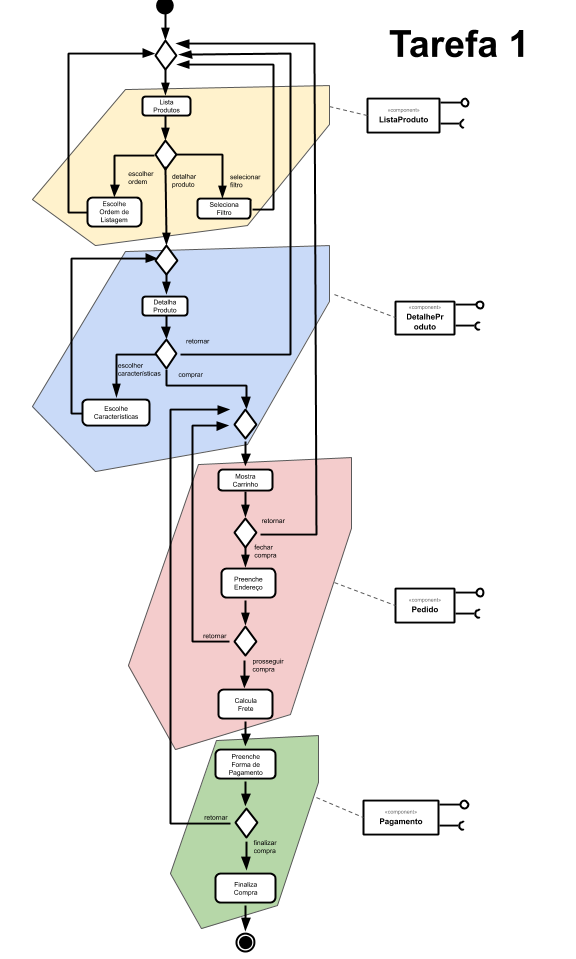 Tarefa 1
Lista
Produtos
«component»
ListaProduto
escolher
ordem
detalhar
produto
selecionar
filtro
Escolhe
Ordem de
Listagem
Seleciona
Filtro
Detalha
Produto
«component»
DetalhePr
oduto
retornar
escolher
características
comprar
Escolhe
Características
Mostra
Carrinho
retornar
fechar
compra
Preenche
Endereço
«component»
Pedido
retornar
prosseguir
compra
Calcula
Frete
Preenche
Forma de
Pagamento
«component»
Pagamento
retornar
finalizar
compra
Finaliza
Compra